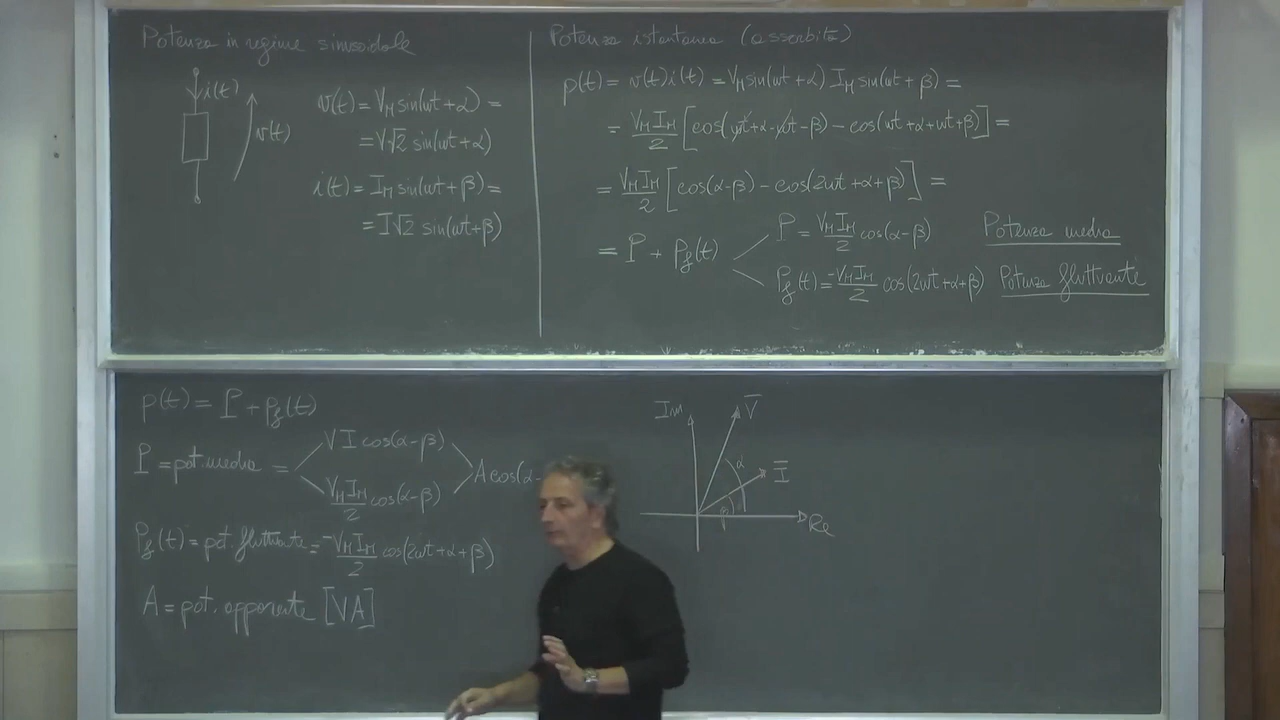 Potenza in regime sinusoidale
i(t)
v(t)
v(t) = V_M sin(ωt + α) =
= V√2 sin(ωt + α)
i(t) = I_M sin(ωt + β) =
= I√2 sin(ωt + β)
Potenza istantanea (assorbita)
p(t) = v(t) i(t) = V_M sin(ωt + α) I_M sin(ωt + β) =
= V_M I_M / 2 [cos(ωt + α - ωt - β) - cos(ωt + α + ωt + β)] =
= V_M I_M / 2 [cos(α - β) - cos(2ωt + α + β)] =
= P + P_f(t)
P = V_M I_M / 2 cos(α - β) Potenza media
P_f(t) = -V_M I_M / 2 cos(2ωt + α + β) Potenza fluttuante
p(t) = P + p_f(t)
P = pot. media =
V I cos(α - β)
V_M I_M / 2 cos(α - β)
A cos(α -
P_f(t) = pot. fluttuante = -V_M I_M / 2 cos(2ωt + α + β)
A = pot. apparente [VA]
Im
V̅
α
I̅
β
Re